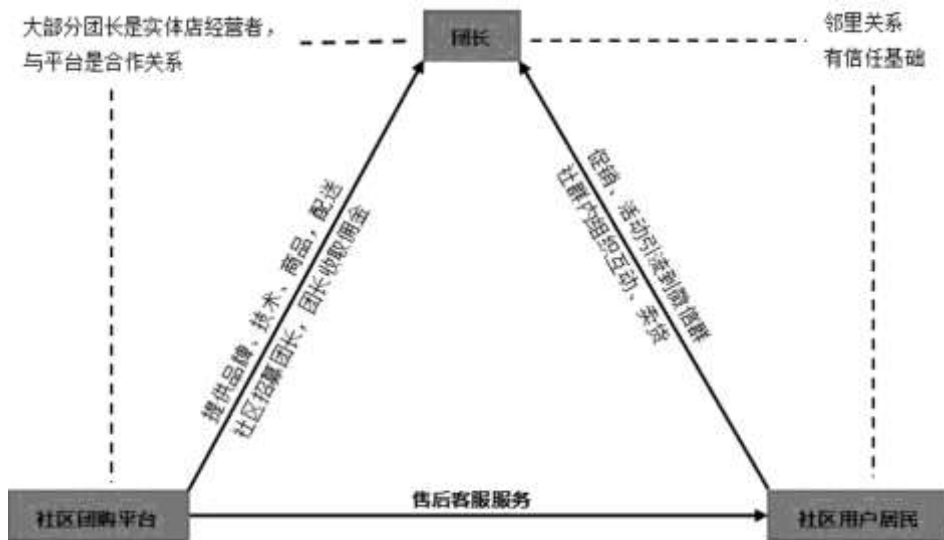 大部分团长是实体店经营者，
与平台是合作关系
团长
邻里关系
有信任基础
提供品牌、技术、商品，配送
社区招募团长，团长收取佣金
促销、活动引流到微信群
社群内组织互动、卖货
社区团购平台
售后客服服务
社区用户居民